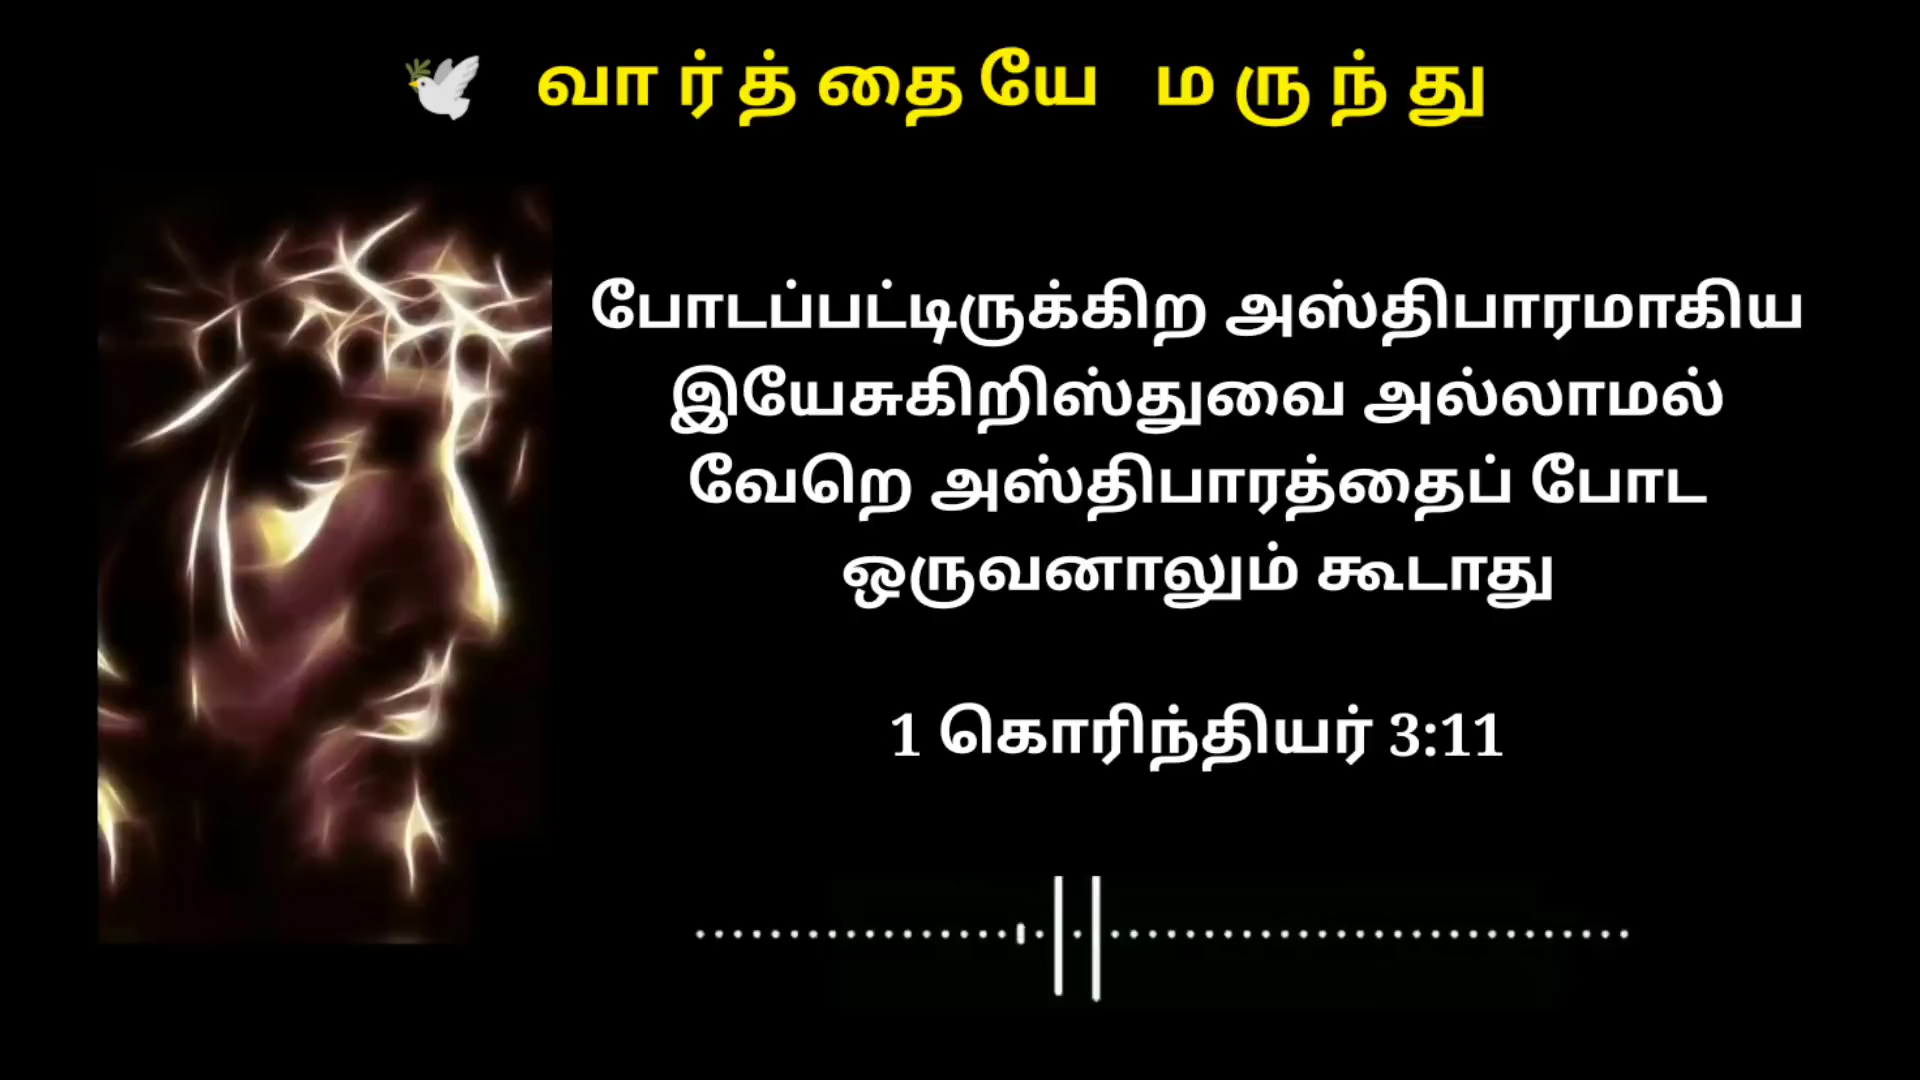 🕊 வார்த்தையே மருந்து
போடப்பட்டிருக்கிற அஸ்திபாரமாகிய
இயேசுகிறிஸ்துவை அல்லாமல்
வேறெ அஸ்திபாரத்தைப் போட
ஒருவனாலும் கூடாது
1 கொரிந்தியர் 3:11